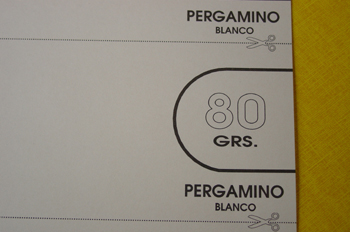 PERGAMINO
BLANCO
80
GRS.
PERGAMINO
BLANCO